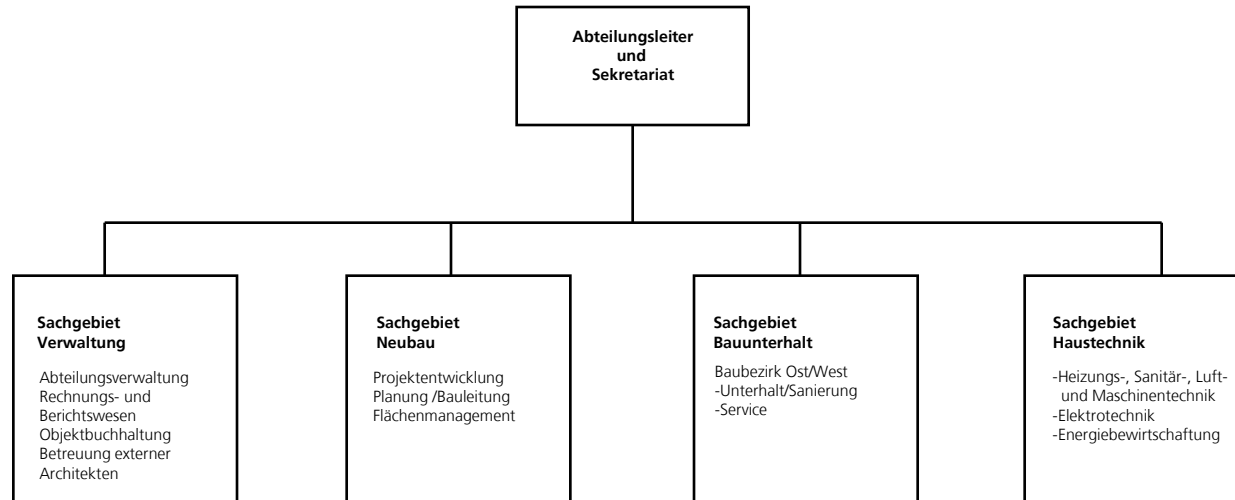 Abteilungsleiter
und
Sekretariat
Sachgebiet
Verwaltung
Abteilungsverwaltung
Rechnungs- und
Berichtswesen
Objektbuchhaltung
Betreuung externer
Architekten
Sachgebiet
Neubau
Projektentwicklung
Planung /Bauleitung
Flächenmanagement
Sachgebiet
Bauunterhalt
Baubezirk Ost/West
-Unterhalt/Sanierung
-Service
Sachgebiet
Haustechnik
-Heizungs-, Sanitär-, Luft-
und Maschinentechnik
-Elektrotechnik
-Energiebewirtschaftung